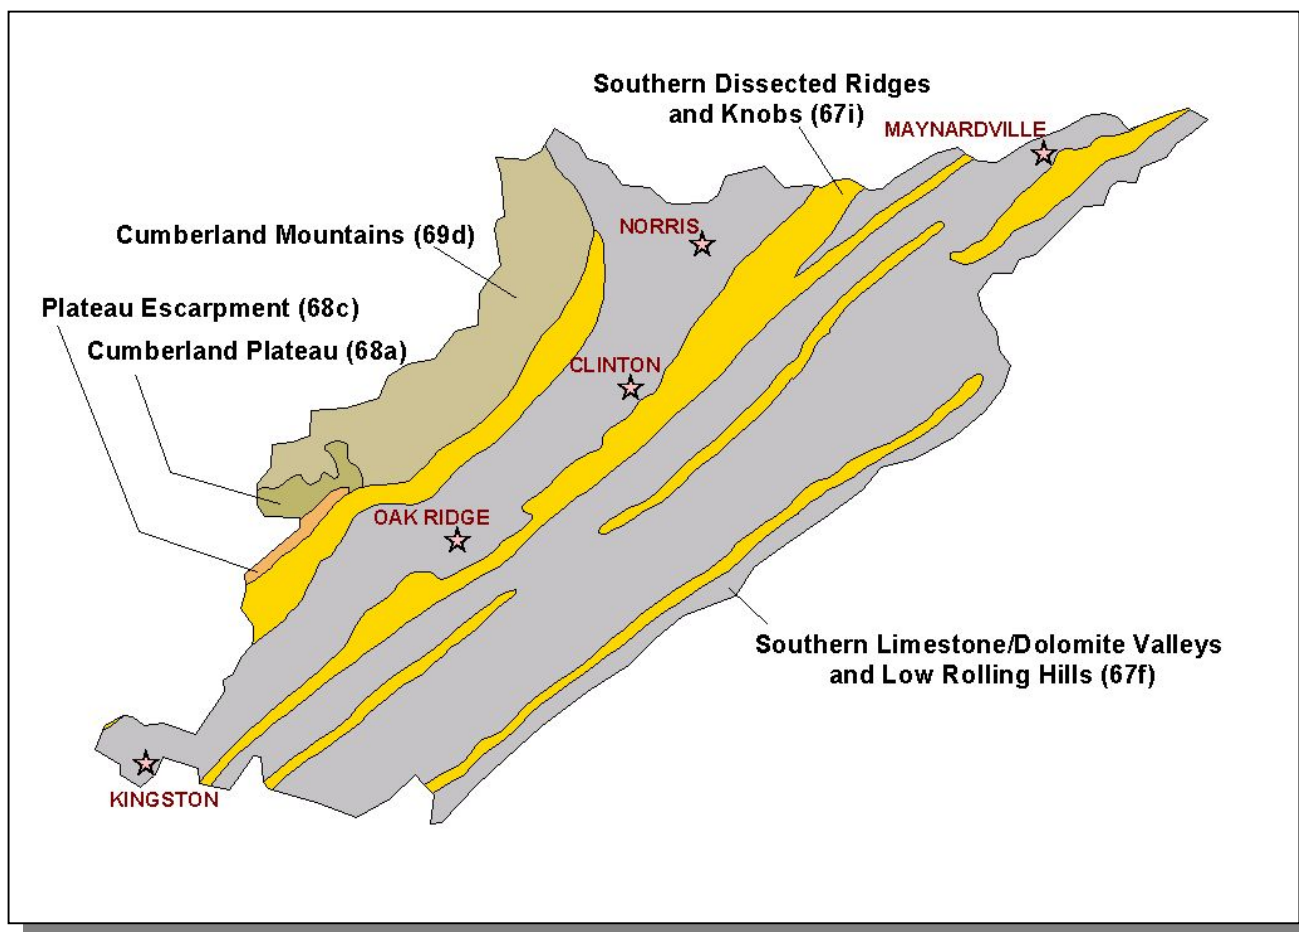 Southern Dissected Ridges
and Knobs (67i)
MAYNARDVILLE
NORRIS
Cumberland Mountains (69d)
Plateau Escarpment (68c)
Cumberland Plateau (68a)
CLINTON
OAK RIDGE
Southern Limestone/Dolomite Valleys
and Low Rolling Hills (67f)
KINGSTON